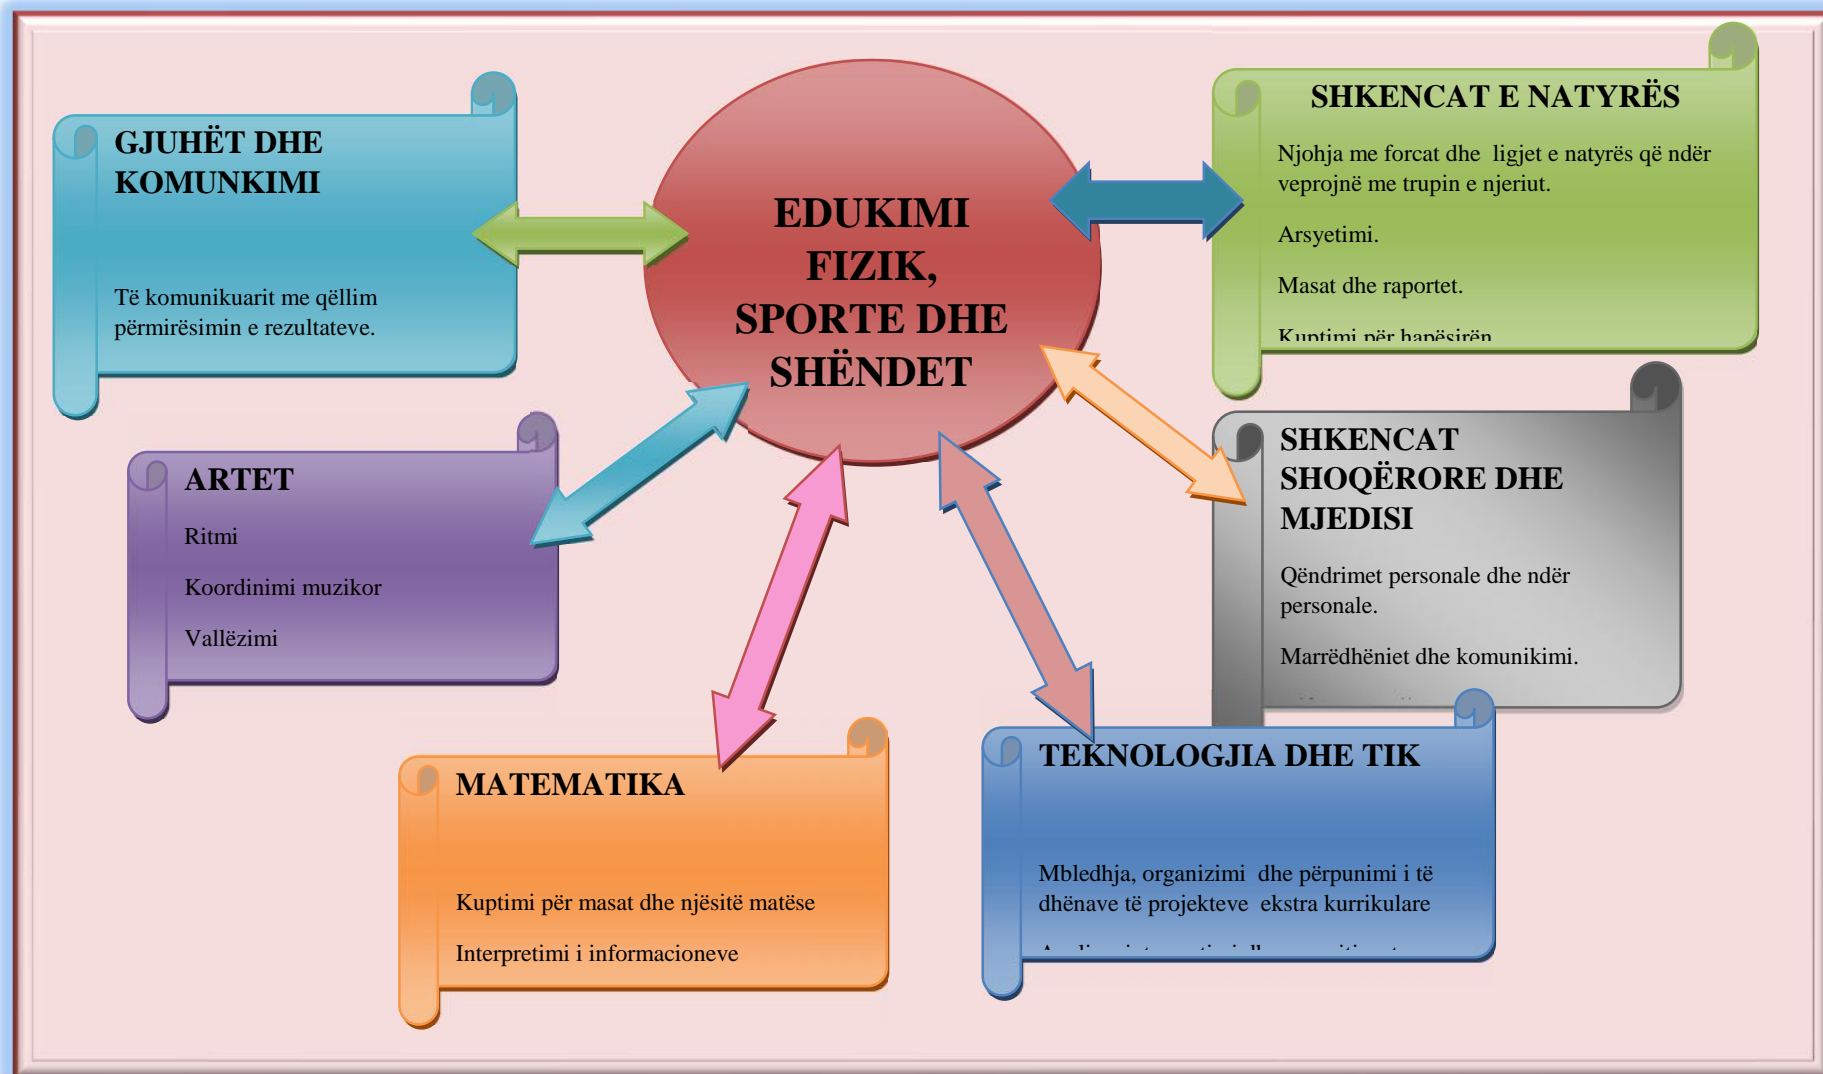 EDUKIMI
FIZIK,
SPORTE DHE
SHËNDET
GJUHËT DHE
KOMUNKIMI
Të komunikuarit me qëllim
përmirësimin e rezultateve.
ARTET
Ritmi
Koordinimi muzikor
Vallëzimi
MATEMATIKA
Kuptimi për masat dhe njësitë matëse
Interpretimi i informacioneve
SHKENCAT E NATYRËS
Njohja me forcat dhe ligjet e natyrës që ndër
veprojnë me trupin e njeriut.
Arsyetimi.
Masat dhe raportet.
Kuptimi për hapësirën
SHKENCAT
SHOQËRORE DHE
MJEDISI
Qëndrimet personale dhe ndër
personale.
Marrëdhëniet dhe komunikimi.
TEKNOLOGJIA DHE TIK
Mbledhja, organizimi dhe përpunimi i të
dhënave të projekteve ekstra kurrikulare